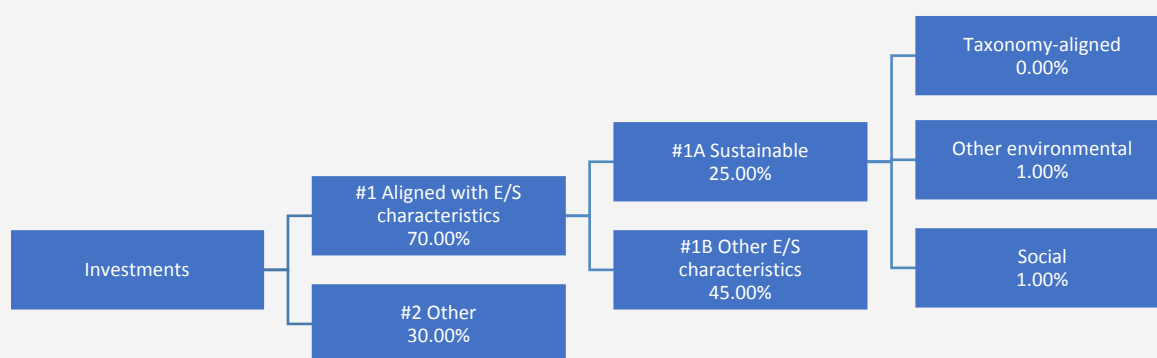 Investments
#1 Aligned with E/S
characteristics
70.00%
#2 Other
30.00%
#1A Sustainable
25.00%
#1B Other E/S
characteristics
45.00%
Taxonomy-aligned
0.00%
Other environmental
1.00%
Social
1.00%